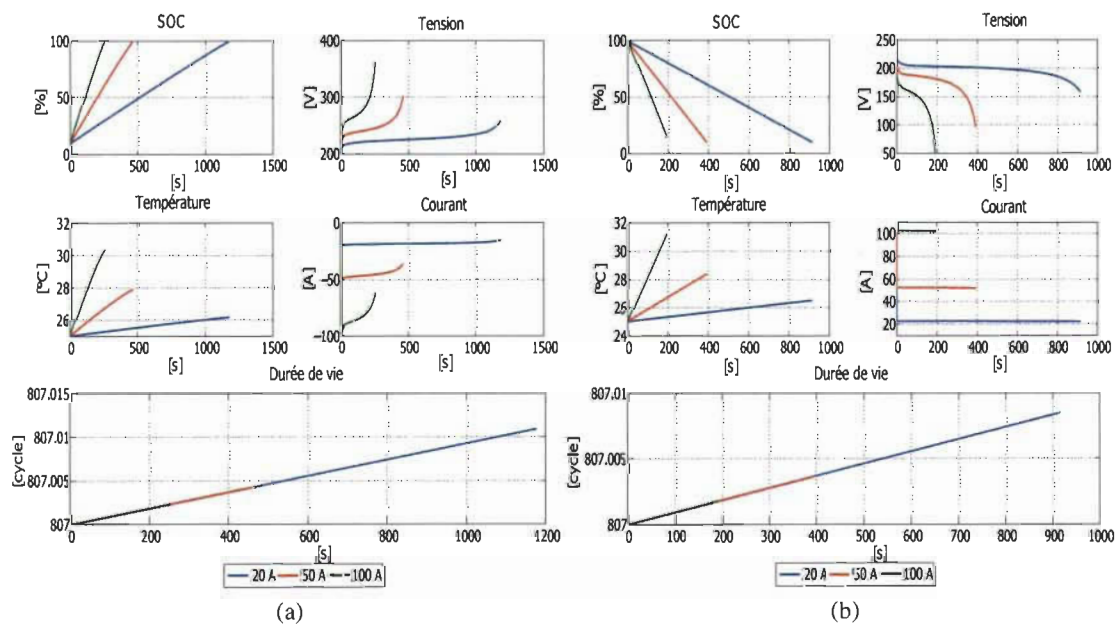 SOC
[%]
100
50
0
0 500 1000 1500
[s]
Tension
[V]
400
300
200
0 500 1000 1500
Température
[ºC]
32
30
28
26
0 500 1000 1500
[s]
Courant
[A]
0
−50
−100
0 500 1000 1500
Durée de vie
[cycle]
807.015
807.01
807.005
807
0 200 400 600 800 1000 1200
[s]
20 A 50 A 100 A
(a)
SOC
[%]
100
50
0
0 200 400 600 800 1000
[s]
Tension
[V]
250
200
150
100
50
0 200 400 600 800 1000
Température
[ºC]
32
30
28
26
24
0 200 400 600 800 1000
[s]
Courant
[A]
100
80
60
40
20
0 200 400 600 800 1000
Durée de vie
[cycle]
807.01
807.005
807
0 100 200 300 400 500 600 700 800 900 1000
[s]
20 A 50 A 100 A
(b)